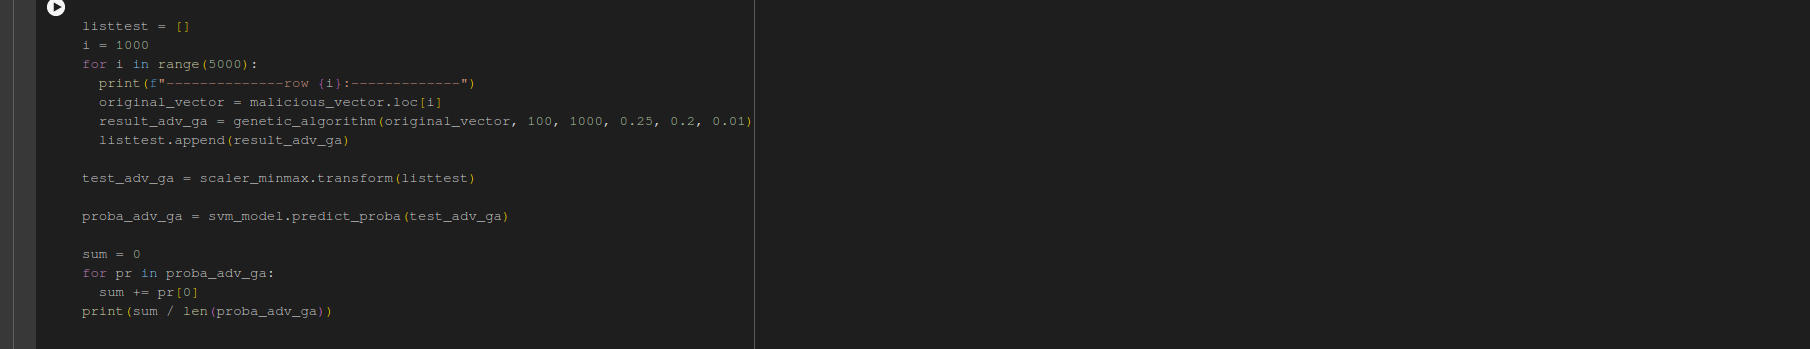 listtest = []
i = 1000
for i in range(5000):
  print(f"--------------row {i}:-------------")
  original_vector = malicious_vector.loc[i]
  result_adv_ga = genetic_algorithm(original_vector, 100, 1000, 0.25, 0.2, 0.01)
  listtest.append(result_adv_ga)
test_adv_ga = scaler_minmax.transform(listtest)
proba_adv_ga = svm_model.predict_proba(test_adv_ga)
sum = 0
for pr in proba_adv_ga:
  sum += pr[0]
print(sum / len(proba_adv_ga))